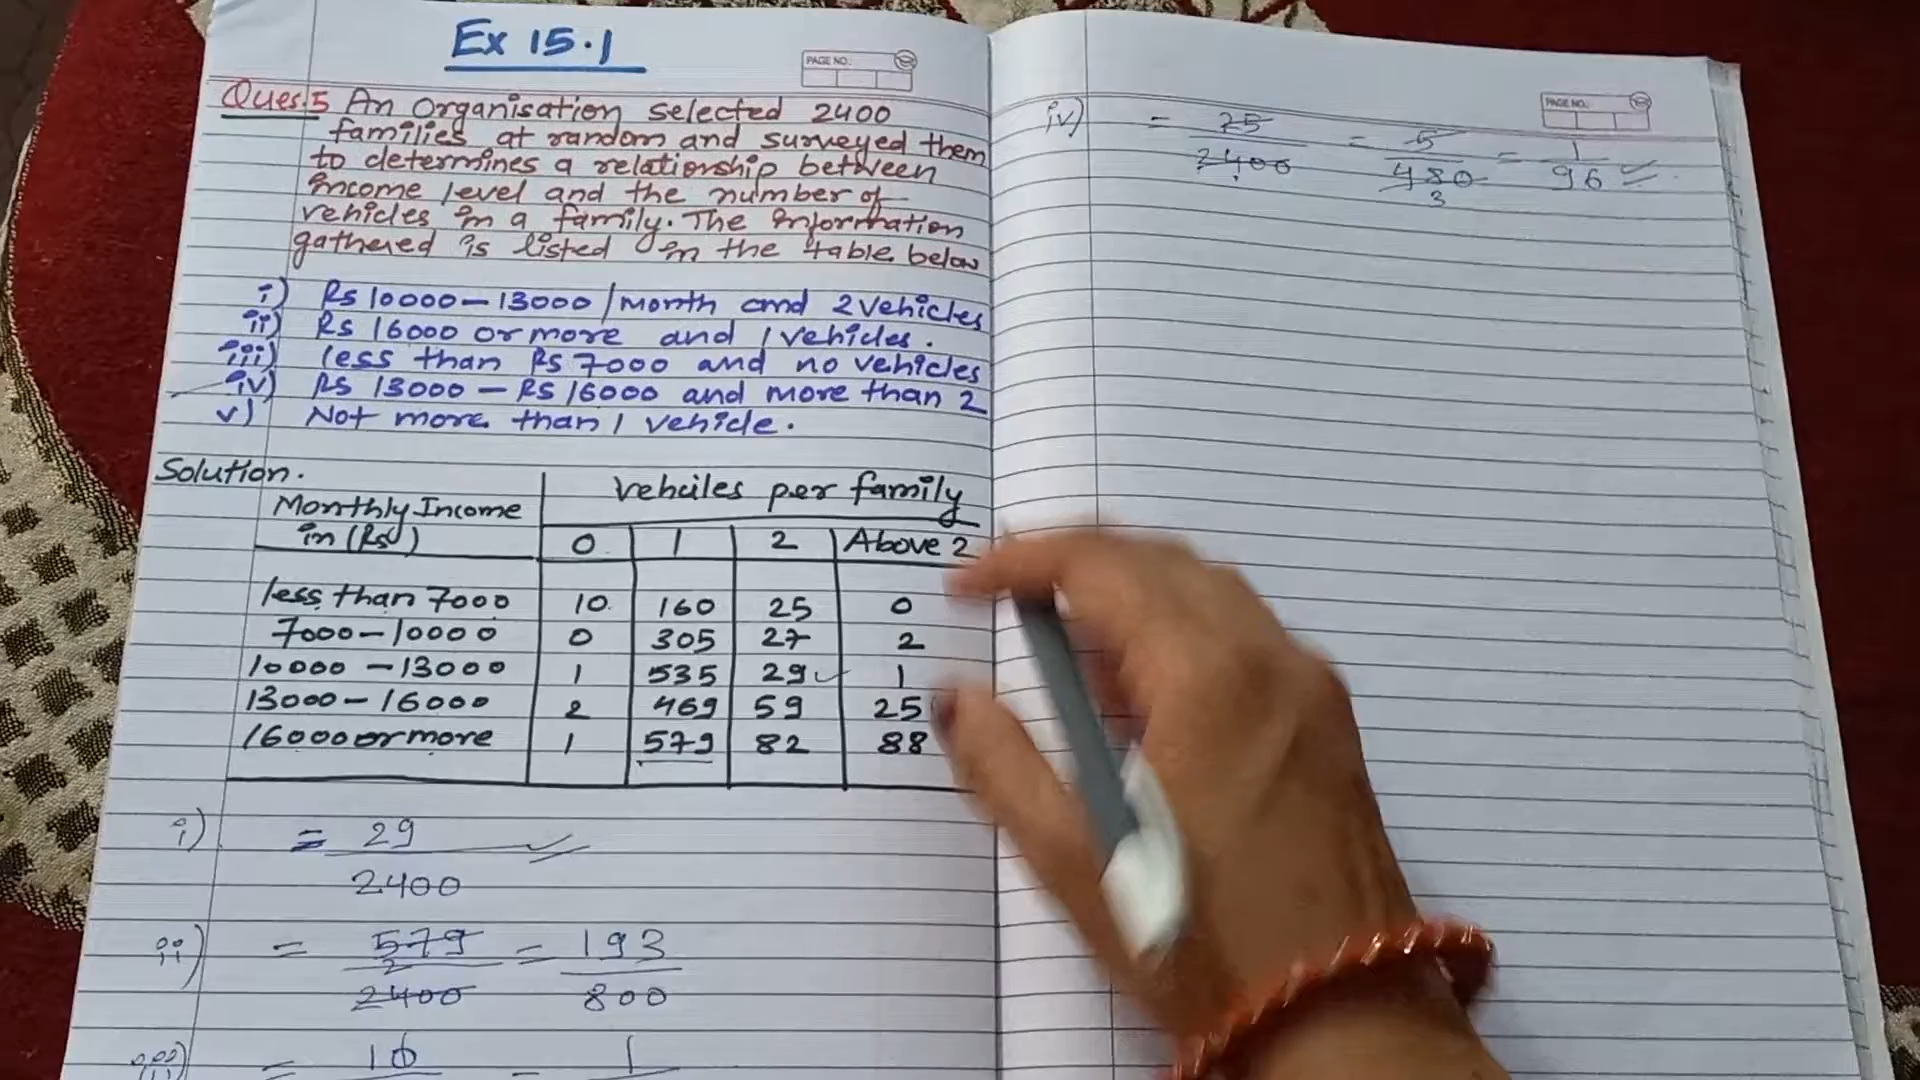 Ex 15.1
PAGE NO.:
Ques.5 An Organisation selected 2400
families at random and surveyed them
to determines a relationship between
income level and the number of
vehicles in a family. The information
gathered is listed in the table below
i) Rs 10000-13000/month and 2 vehicles
ii) Rs 16000 or more and 1 vehicles.
iii) less than Rs 7000 and no vehicles
iv) Rs 13000 - Rs 16000 and more than 2
v) Not more than 1 vehicle.
Solution.
Monthly Income in (Rs) vehciles per family
0 1 2 Above 2
less than 7000 10 160 25 0
7000-10000 0 305 27 2
10000-13000 1 535 29 1
13000-16000 2 469 59 25
16000 or more 1 579 82 88
i) = 29
2400
ii) = 579 = 193
2400 800
iii) = 10 = 1
PAGE NO.:
iv) = 25 = 5 = 1
2400 480 96
3